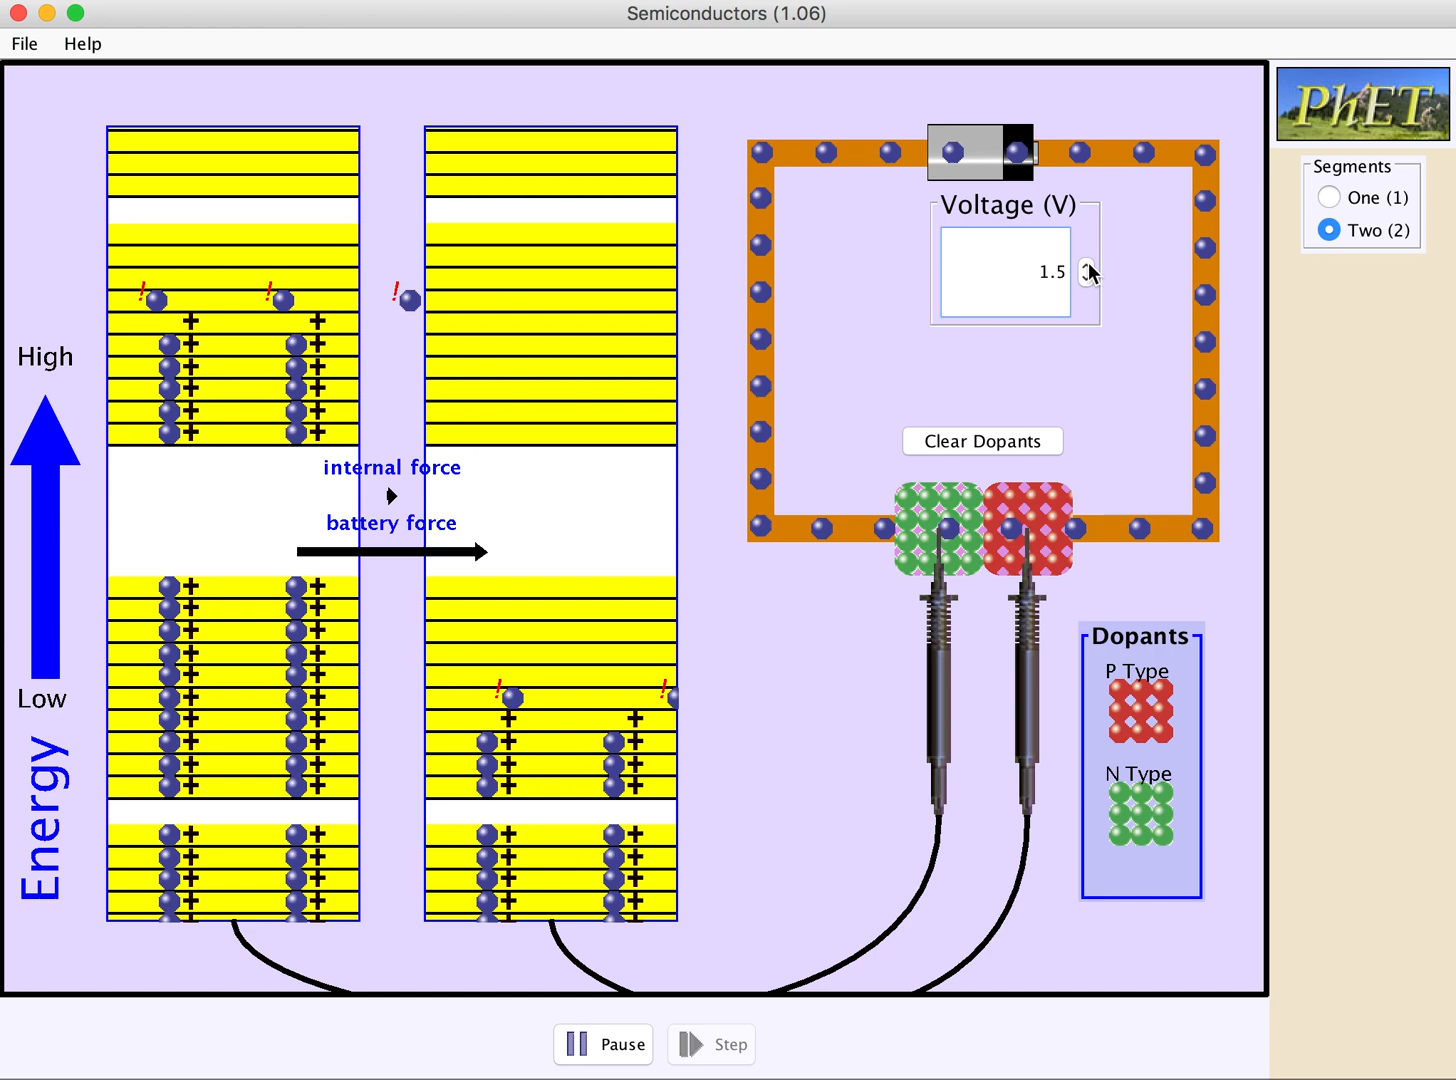 Semiconductors (1.06)
File Help
PhET
Segments
One (1)
Two (2)
Voltage (V)
1.5
High
Clear Dopants
internal force
battery force
Low
Energy
Dopants
P Type
N Type
! ! !
! !
Pause Step